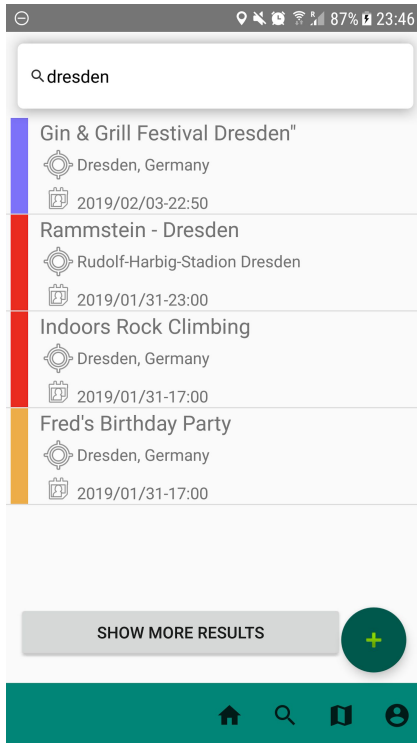 87% 23:46
dresden
Gin & Grill Festival Dresden"
Dresden, Germany
2019/02/03-22:50
Rammstein - Dresden
Rudolf-Harbig-Stadion Dresden
2019/01/31-23:00
Indoors Rock Climbing
Dresden, Germany
2019/01/31-17:00
Fred's Birthday Party
Dresden, Germany
2019/01/31-17:00
SHOW MORE RESULTS
+